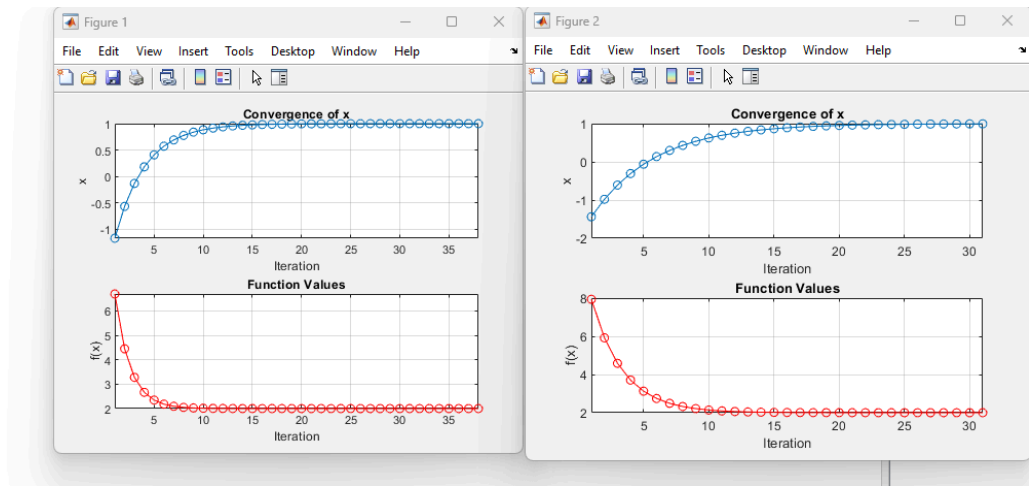 Figure 1
File Edit View Insert Tools Desktop Window Help
Convergence of x
1
0.5
0
-0.5
-1
x
5 10 15 20 25 30 35
Iteration
Function Values
6
5
4
3
2
f(x)
5 10 15 20 25 30 35
Iteration
Figure 2
File Edit View Insert Tools Desktop Window Help
Convergence of x
1
0
-1
-2
x
5 10 15 20 25 30
Iteration
Function Values
8
6
4
2
f(x)
5 10 15 20 25 30
Iteration